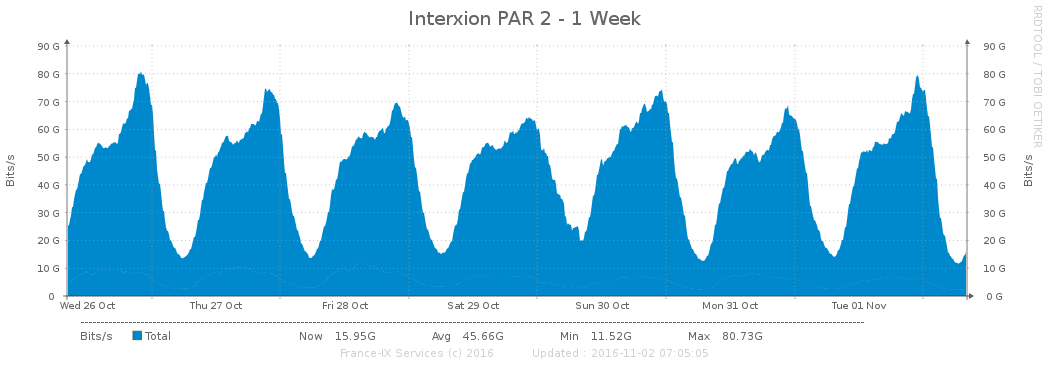 Interxion PAR 2 - 1 Week
RRDTOOL / TOBI OETIKER
90 G 90 G
80 G 80 G
70 G 70 G
60 G 60 G
50 G 50 G
40 G 40 G
30 G 30 G
20 G 20 G
10 G 10 G
0 0 G
Bits/s Bits/s
Wed 26 Oct Thu 27 Oct Fri 28 Oct Sat 29 Oct Sun 30 Oct Mon 31 Oct Tue 01 Nov
Bits/s Total Now 15.95G Avg 45.66G Min 11.52G Max 80.73G
France-IX Services (c) 2016 Updated : 2016-11-02 07:05:05